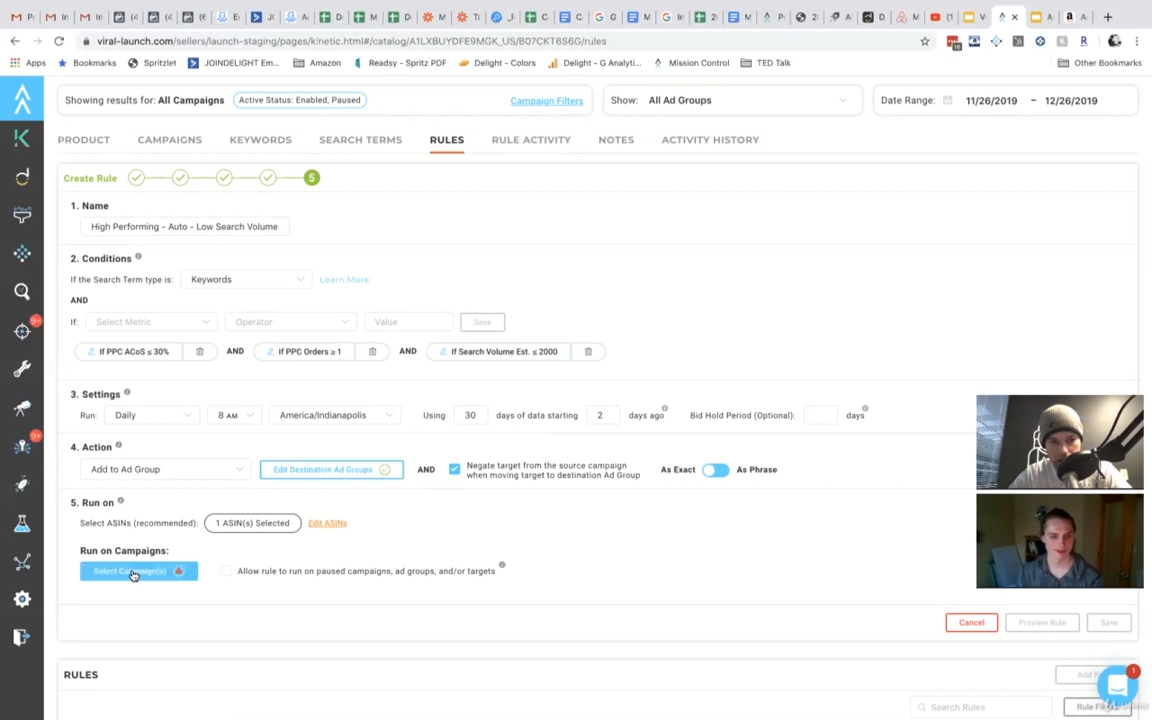 viral-launch.com/sellers/launch-staging/pages/kinetic.html#/catalog/A1LXBUYDFE9MGK_US/B07CKT6S6G/rules
Apps Bookmarks Spritzlet JOINDELIGHT Em... Amazon Readsy - Spritz PDF Delight - Colors Delight - G Analyti... Mission Control TED Talk Other Bookmarks
Showing results for: All Campaigns Active Status: Enabled, Paused Campaign Filters Show: All Ad Groups Date Range: 11/26/2019 – 12/26/2019
PRODUCT CAMPAIGNS KEYWORDS SEARCH TERMS RULES RULE ACTIVITY NOTES ACTIVITY HISTORY
Create Rule 5
1. Name
High Performing - Auto - Low Search Volume
2. Conditions
If the Search Term type is: Keywords Learn More
AND
If: Select Metric Operator Value Save
If PPC ACoS ≤ 30% AND If PPC Orders ≥ 1 AND If Search Volume Est. ≤ 2000
3. Settings
Run: Daily 8 AM America/Indianapolis Using 30 days of data starting 2 days ago Bid Hold Period (Optional): days
4. Action
Add to Ad Group Edit Destination Ad Groups AND Negate target from the source campaign
when moving target to destination Ad Group As Exact As Phrase
5. Run on
Select ASINs (recommended): 1 ASIN(s) Selected Edit ASINs
Run on Campaigns:
Select Campaign(s) Allow rule to run on paused campaigns, ad groups, and/or targets
Cancel Preview Rule Save
RULES
Search Rules